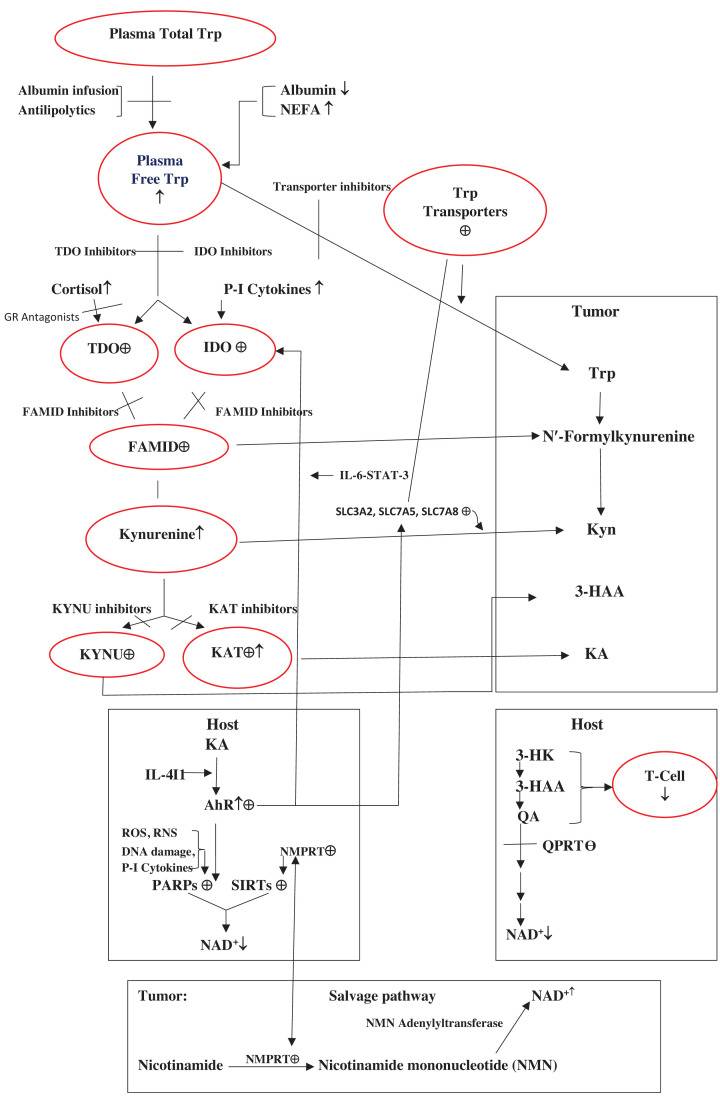 Plasma Total Trp
Albumin infusion
Antilipolytics
Albumin ↓
NEFA ↑
Plasma
Free Trp
↑
Transporter inhibitors
Trp
Transporters
⊕
TDO Inhibitors
IDO Inhibitors
Cortisol↑
P-I Cytokines ↑
GR Antagonists
TDO⊕
IDO ⊕
FAMID Inhibitors
FAMID Inhibitors
FAMID⊕
IL-6-STAT-3
SLC3A2, SLC7A5, SLC7A8 ⊕
Kynurenine↑
KYNU inhibitors
KAT inhibitors
KYNU⊕
KAT⊕↑
Tumor
Trp
N′-Formylkynurenine
Kyn
3-HAA
KA
Host
KA
IL-4I1
AhR↑⊕
ROS, RNS
DNA damage,
P-I Cytokines
NMPRT⊕
PARPs ⊕
SIRTs ⊕
NAD⁺↓
Host
3-HK
3-HAA
QA
T-Cell
↓
QPRT⊖
NAD⁺↓
Tumor:
Salvage pathway
NAD⁺↑
NMN Adenylyltransferase
Nicotinamide
NMPRT⊕
Nicotinamide mononucleotide (NMN)